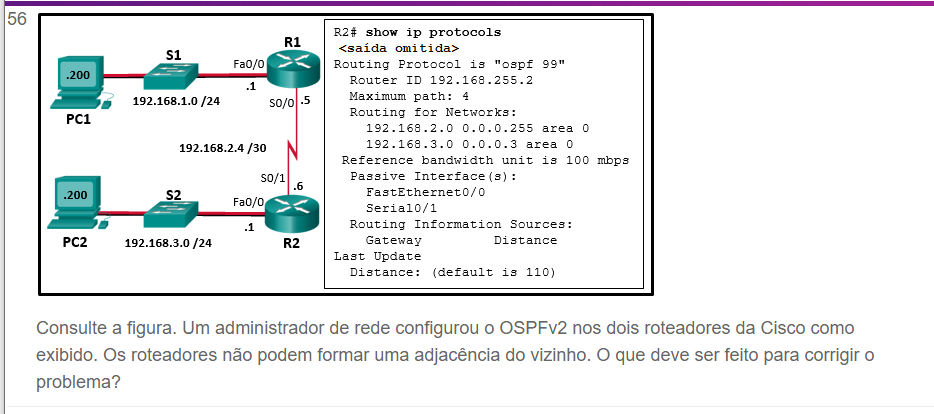 56
R2# show ip protocols
<saída omitida>
Routing Protocol is "ospf 99"
Router ID 192.168.255.2
Maximum path: 4
Routing for Networks:
192.168.2.0 0.0.0.255 area 0
192.168.3.0 0.0.0.3 area 0
Reference bandwidth unit is 100 mbps
Passive Interface(s):
FastEthernet0/0
Serial0/1
Routing Information Sources:
Gateway Distance
Last Update
Distance: (default is 110)
S1
R1
.200
Fa0/0
.1
192.168.1.0 /24
S0/0
.5
PC1
192.168.2.4 /30
S0/1
.6
.200
S2
Fa0/0
.1
PC2
192.168.3.0 /24
R2
Consulte a figura. Um administrador de rede configurou o OSPFv2 nos dois roteadores da Cisco como
exibido. Os roteadores não podem formar uma adjacência do vizinho. O que deve ser feito para corrigir o
problema?